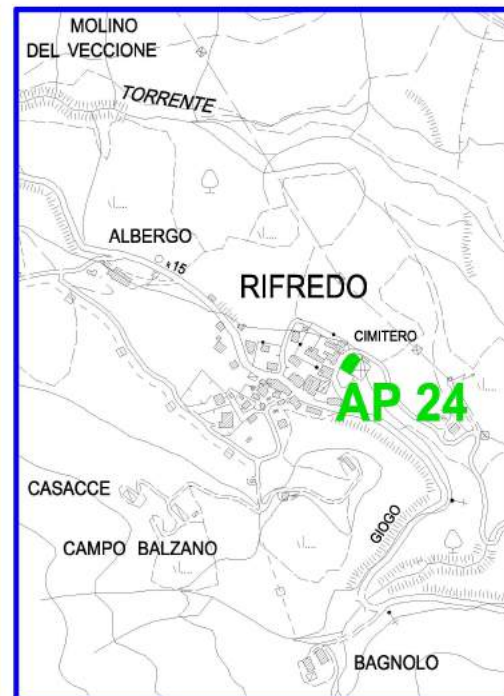 MOLINO
DEL VECCIONE
TORRENTE
ALBERGO
k 15
RIFREDO
CIMITERO
AP 24
CASACCE
GIOGO
CAMPO BALZANO
BAGNOLO